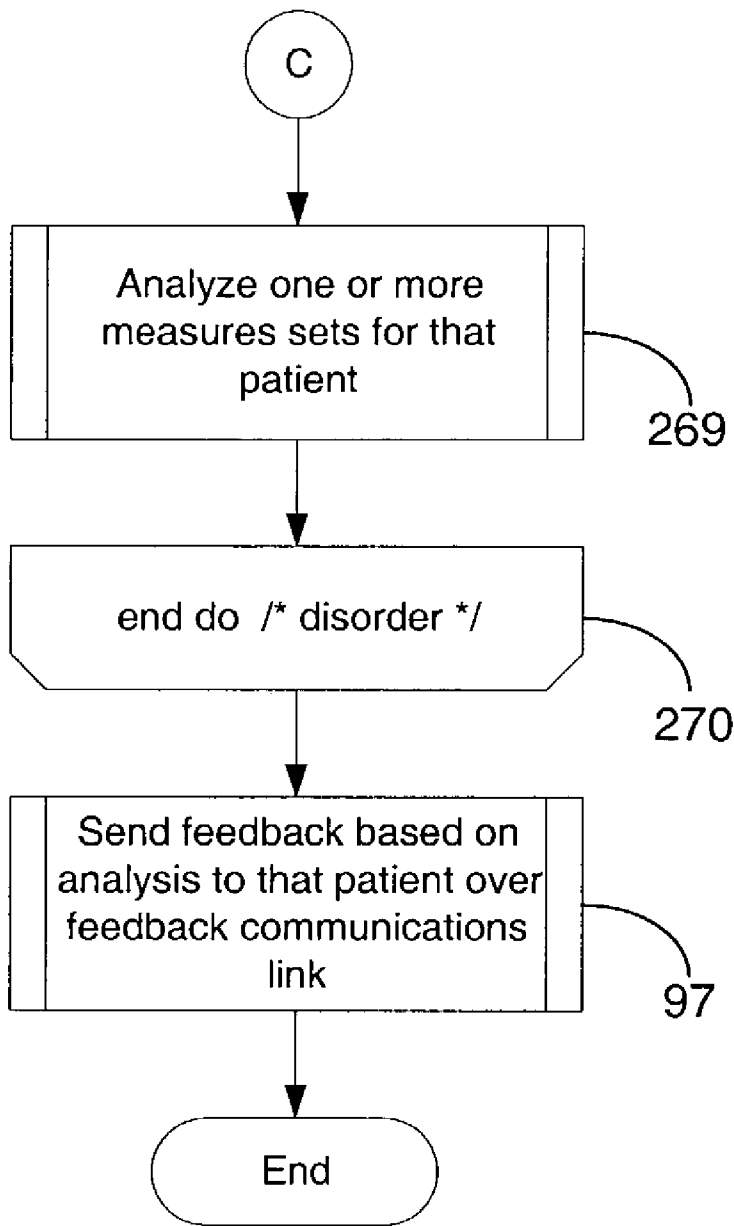 C
Analyze one or more
measures sets for that
patient
269
end do /* disorder */
270
Send feedback based on
analysis to that patient over
feedback communications
link
97
End